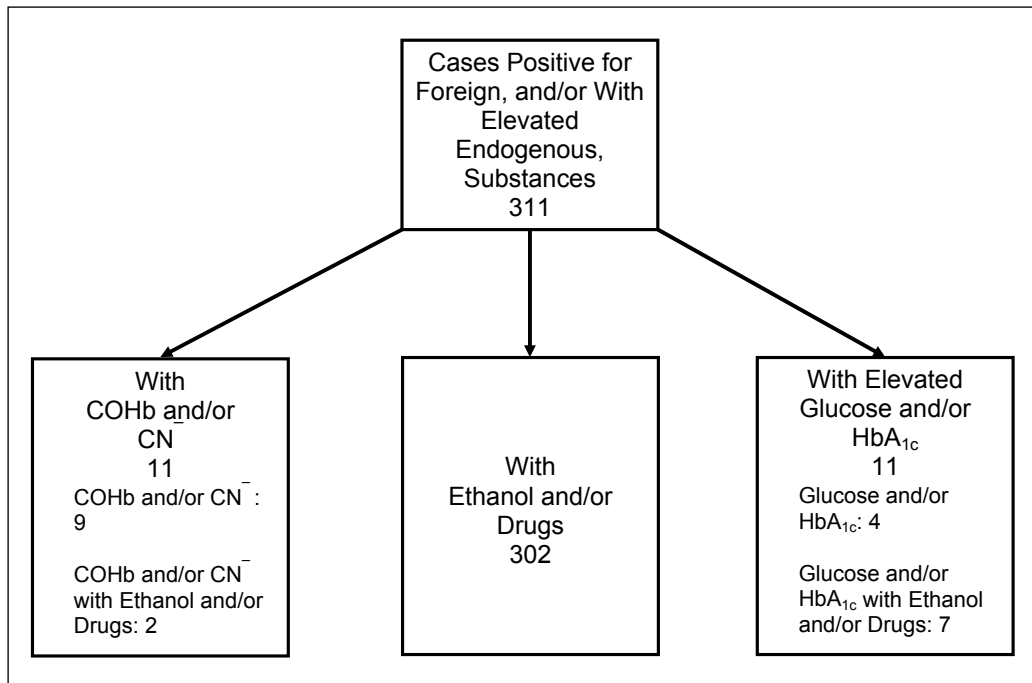 Cases Positive for
Foreign, and/or With
Elevated
Endogenous,
Substances
311
With
COHb and/or
CN⁻
11
COHb and/or CN⁻ :
9
COHb and/or CN⁻
with Ethanol and/or
Drugs: 2
With
Ethanol and/or
Drugs
302
With Elevated
Glucose and/or
HbA₁c
11
Glucose and/or
HbA₁c: 4
Glucose and/or
HbA₁c with Ethanol
and/or Drugs: 7